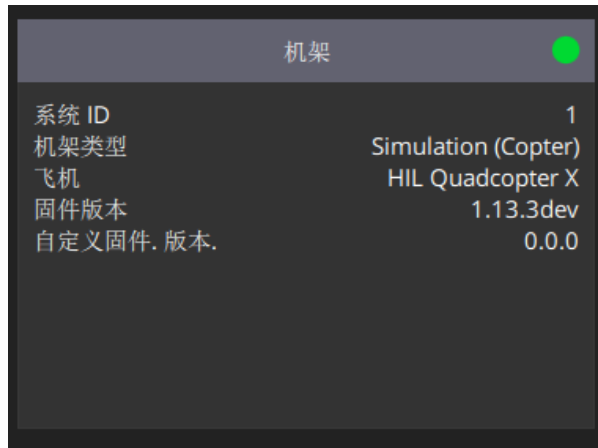 机架
系统 ID 1
机架类型 Simulation (Copter)
飞机 HIL Quadcopter X
固件版本 1.13.3dev
自定义固件. 版本. 0.0.0